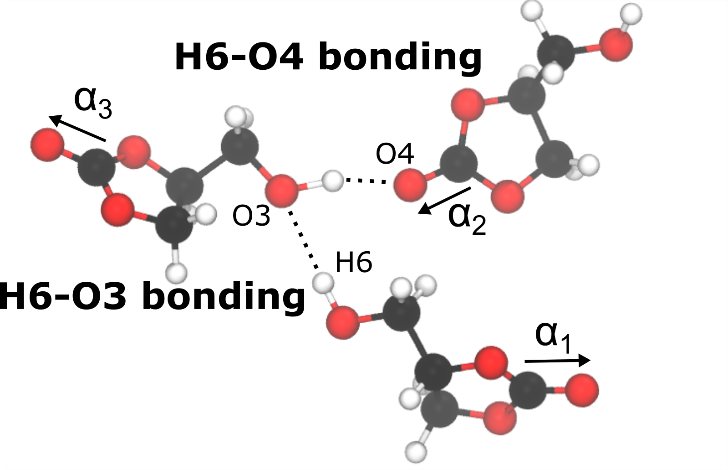 H6-O4 bonding
α3
O4
α2
O3
H6
H6-O3 bonding
α1